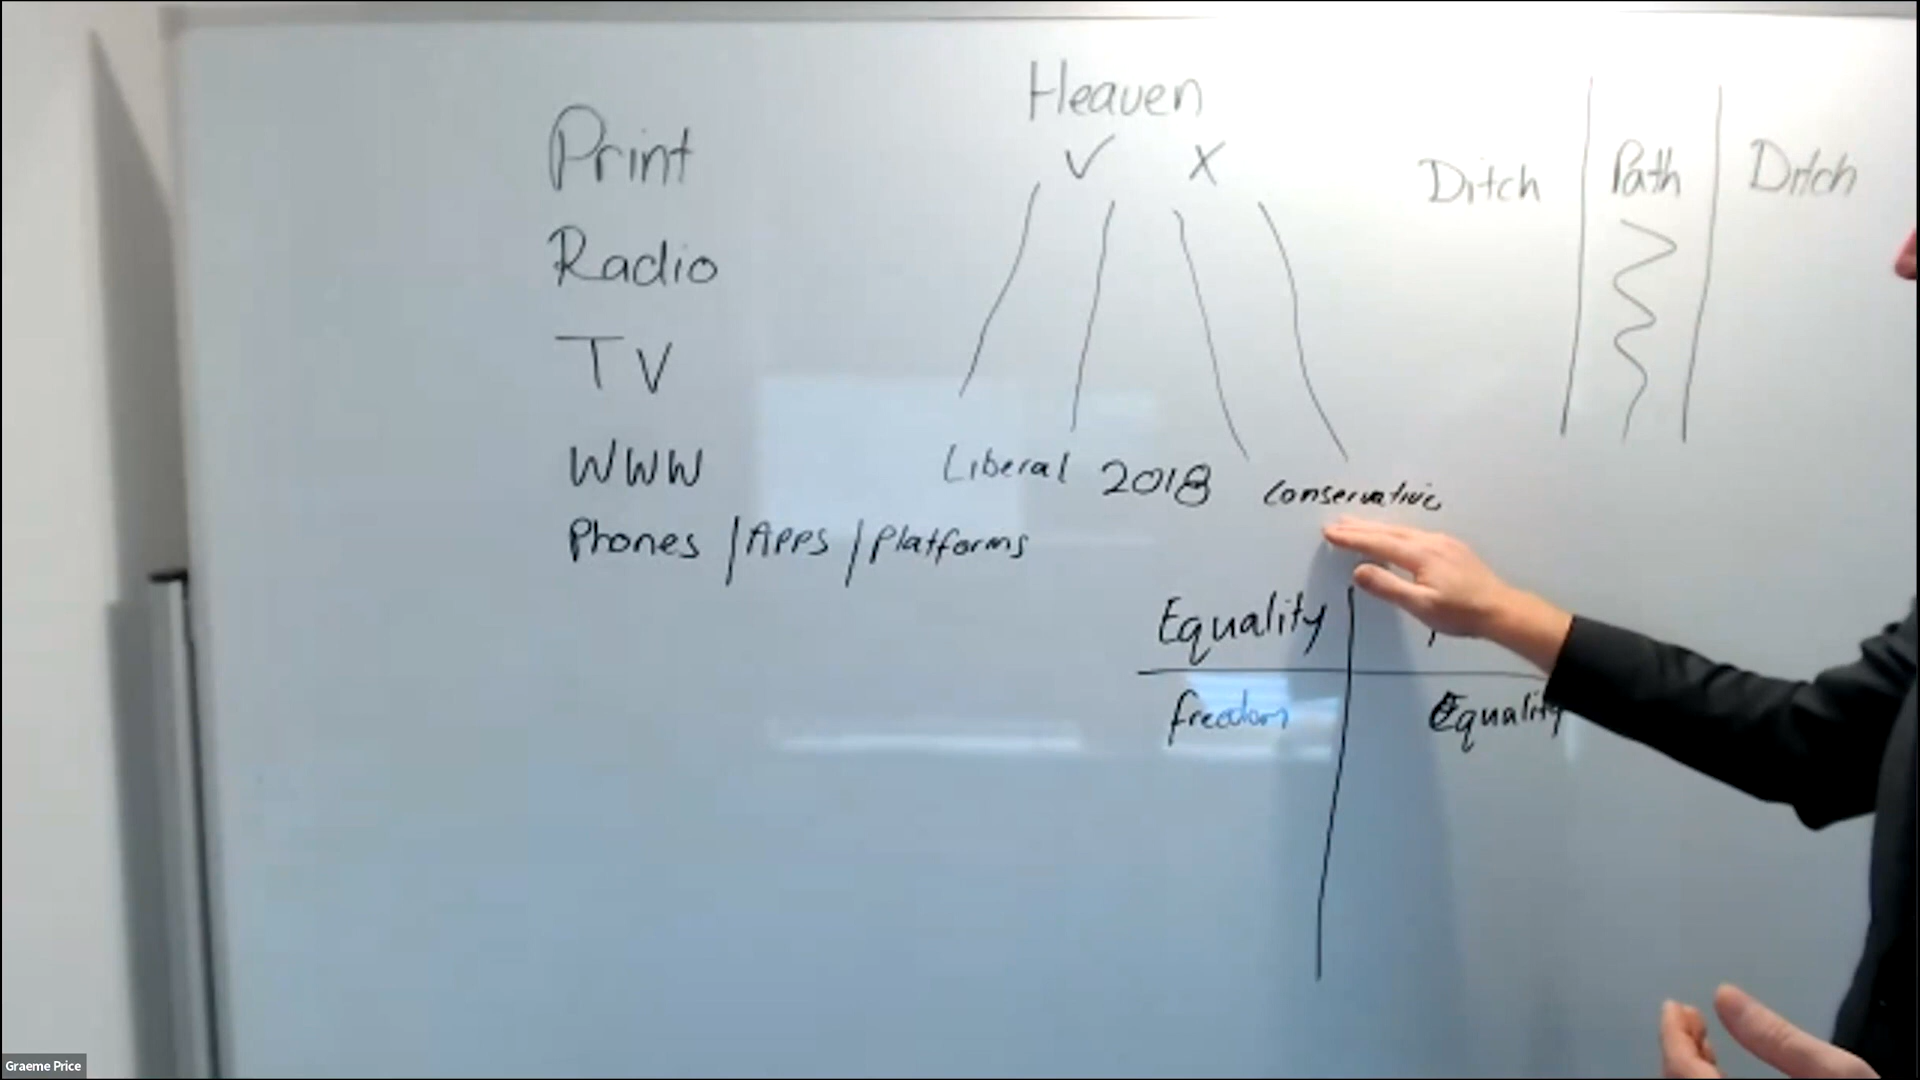 Print
Radio
TV
WWW
Phones / Apps / Platforms
Heaven
✓ X
Liberal 2018 Conservative
Ditch Path Ditch
Equality
freedom Equality
Graeme Price